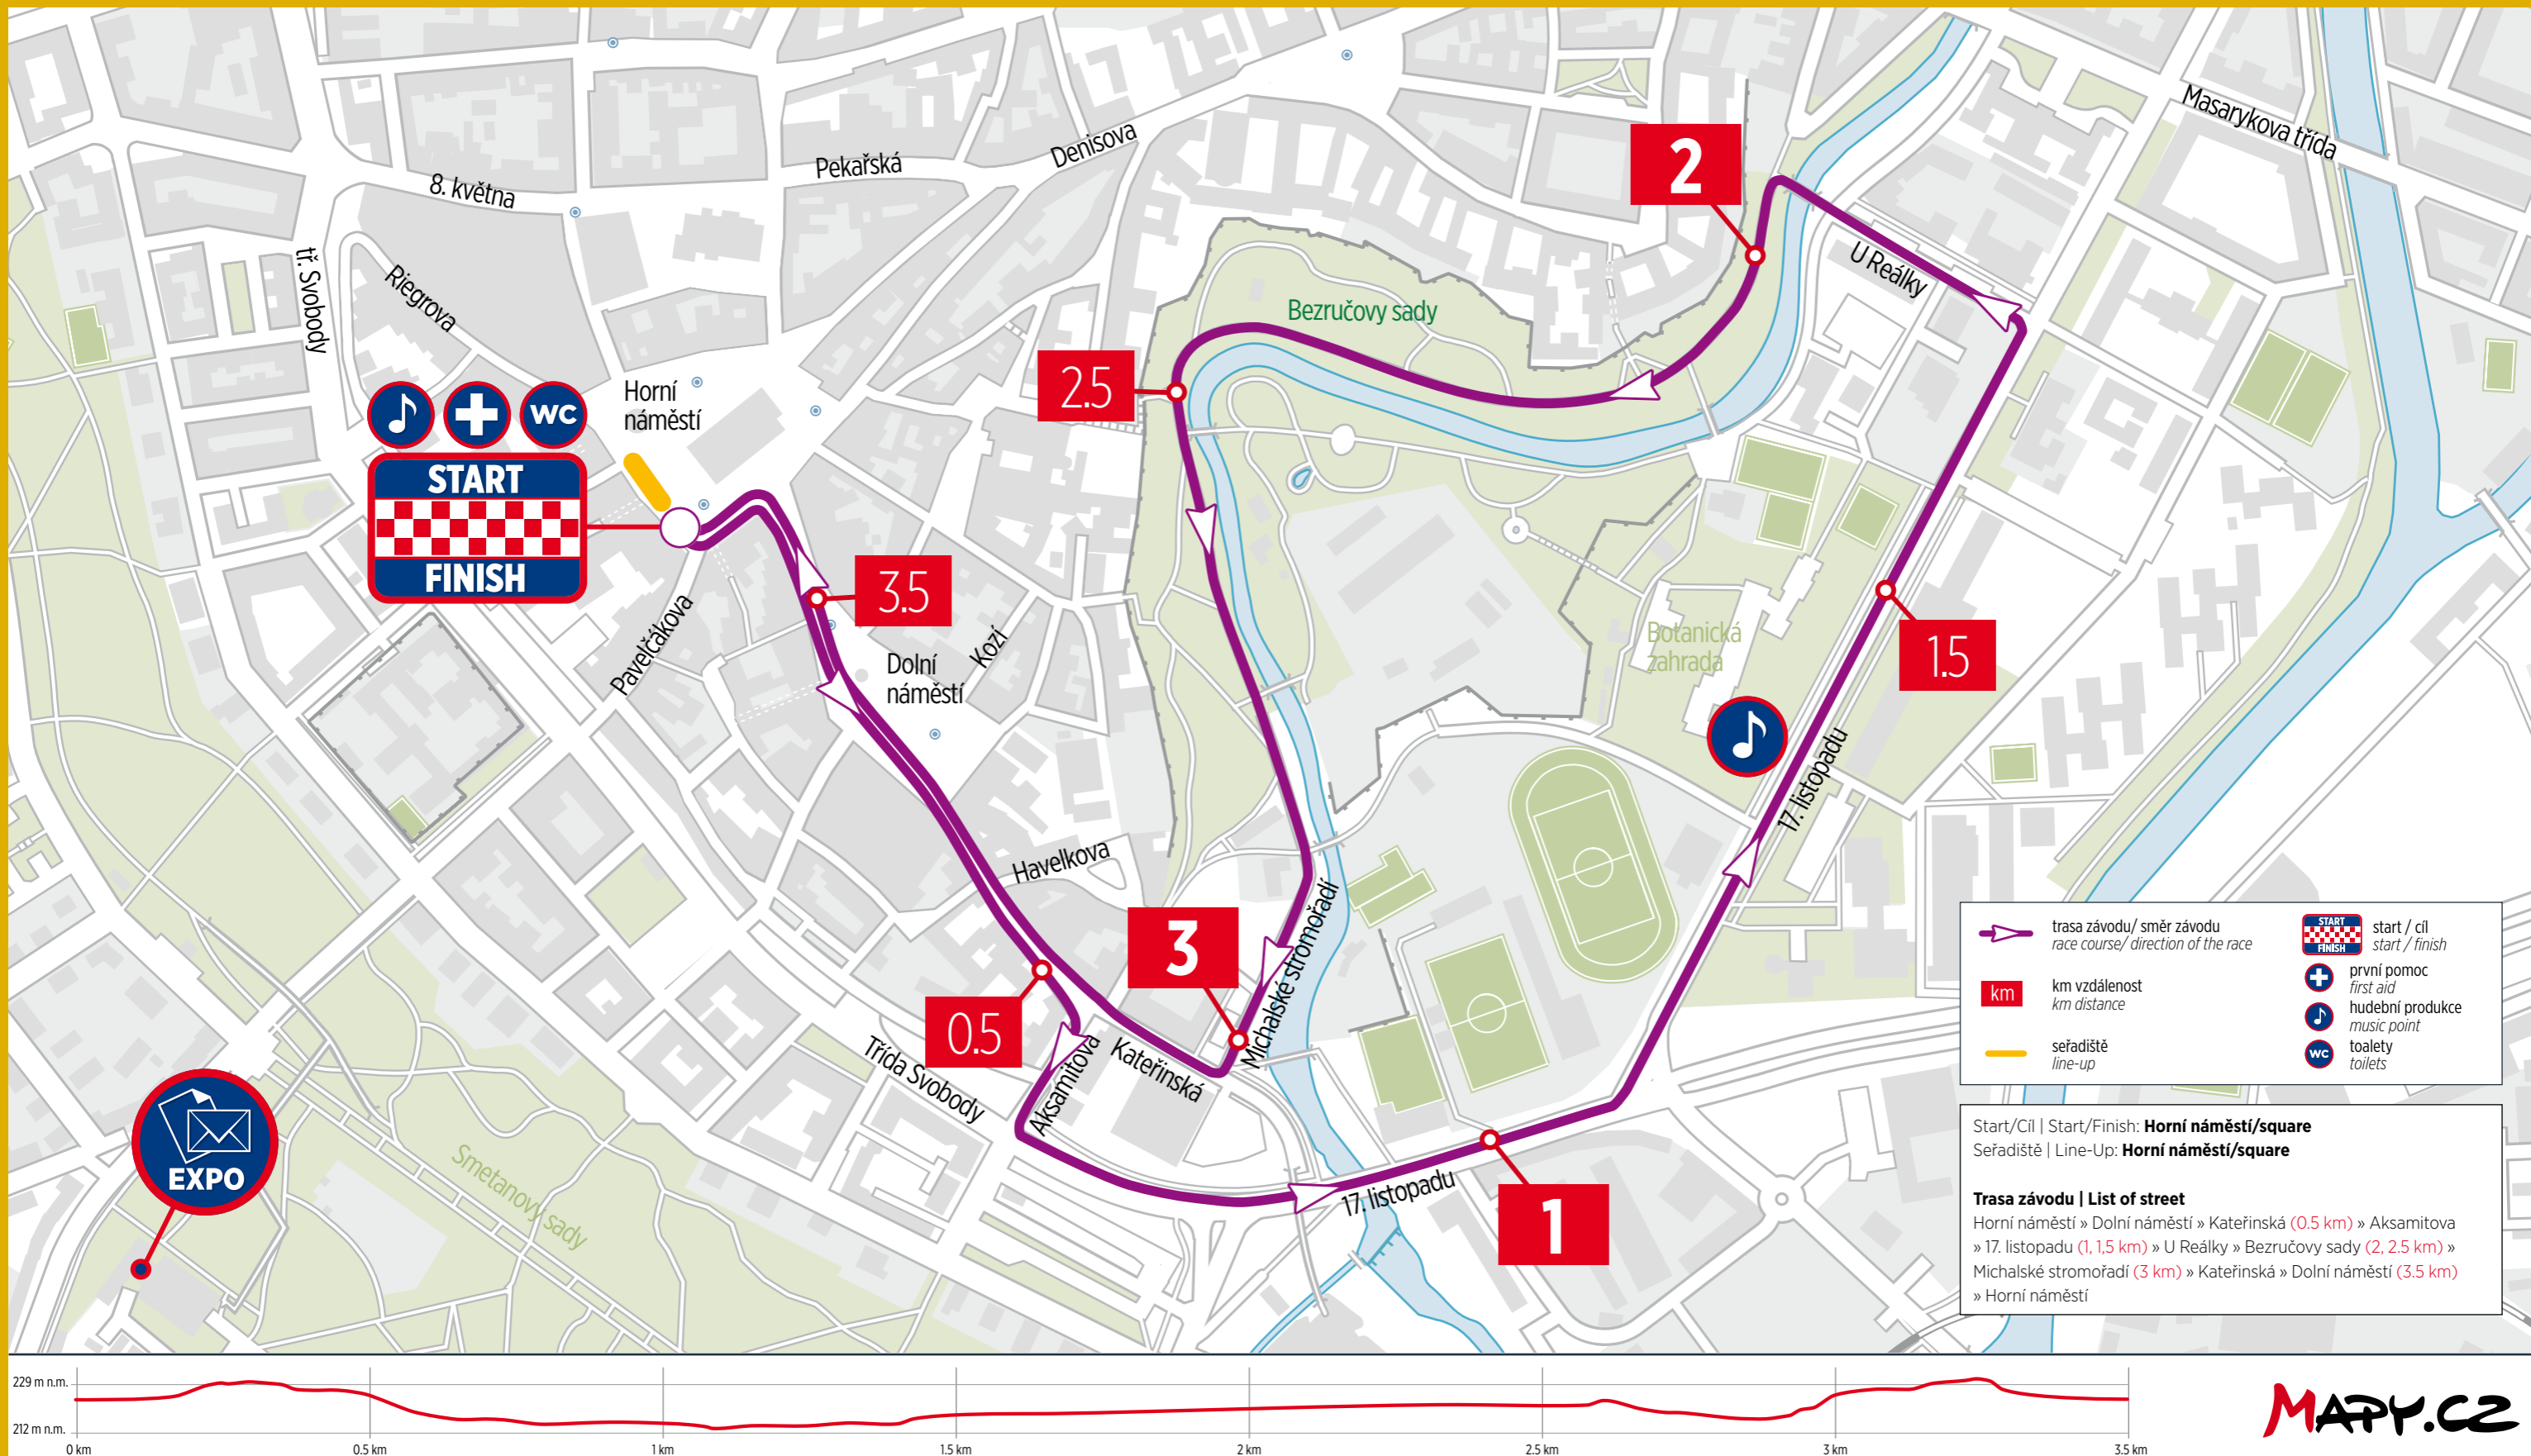 Masarykova třída
Denisova
Pekařská
8. května
2
tř. Svobody
Riegrova
U Reálky
Bezručovy sady
2.5
Horní
náměstí
WC
START
FINISH
3.5
Pavelčákova
Dolní
náměstí
Kozí
Botanická
zahrada
1.5
17. listopadu
Havelkova
3
Michalské stromořadí
0.5
Třída Svobody
Aksamitova
Kateřinská
EXPO
Smetanovy sady
17. listopadu
1
trasa závodu/ směr závodu
race course/ direction of the race
km
km vzdálenost
km distance
seřadiště
line-up
START
FINISH
start / cíl
start / finish
první pomoc
first aid
hudební produkce
music point
WC
toalety
toilets
Start/Cíl | Start/Finish: Horní náměstí/square
Seřadiště | Line-Up: Horní náměstí/square
Trasa závodu | List of street
Horní náměstí » Dolní náměstí » Kateřinská (0.5 km) » Aksamitova
» 17. listopadu (1, 1,5 km) » U Reálky » Bezručovy sady (2, 2.5 km) »
Michalské stromořadí (3 km) » Kateřinská » Dolní náměstí (3.5 km)
» Horní náměstí
229 m n.m.
212 m n.m.
0 km
0.5 km
1 km
1.5 km
2 km
2.5 km
3 km
3.5 km
MAPY.CZ